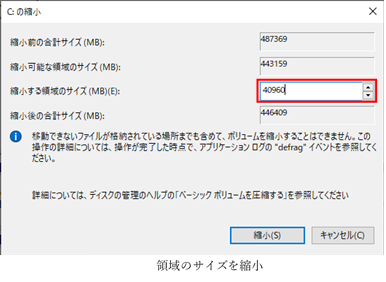 C: の縮小
縮小前の合計サイズ (MB): 487369
縮小可能な領域のサイズ (MB): 443159
縮小する領域のサイズ (MB)(E): 40960
縮小後の合計サイズ (MB): 446409
移動できないファイルが格納されている場所までも含めて、ボリュームを縮小することはできません。この
操作の詳細については、操作が完了した時点で、アプリケーション ログの "defrag" イベントを参照してく
ださい。
詳細については、ディスクの管理のヘルプの「ベーシック ボリュームを圧縮する」を参照してください
縮小(S) キャンセル(C)
領域のサイズを縮小